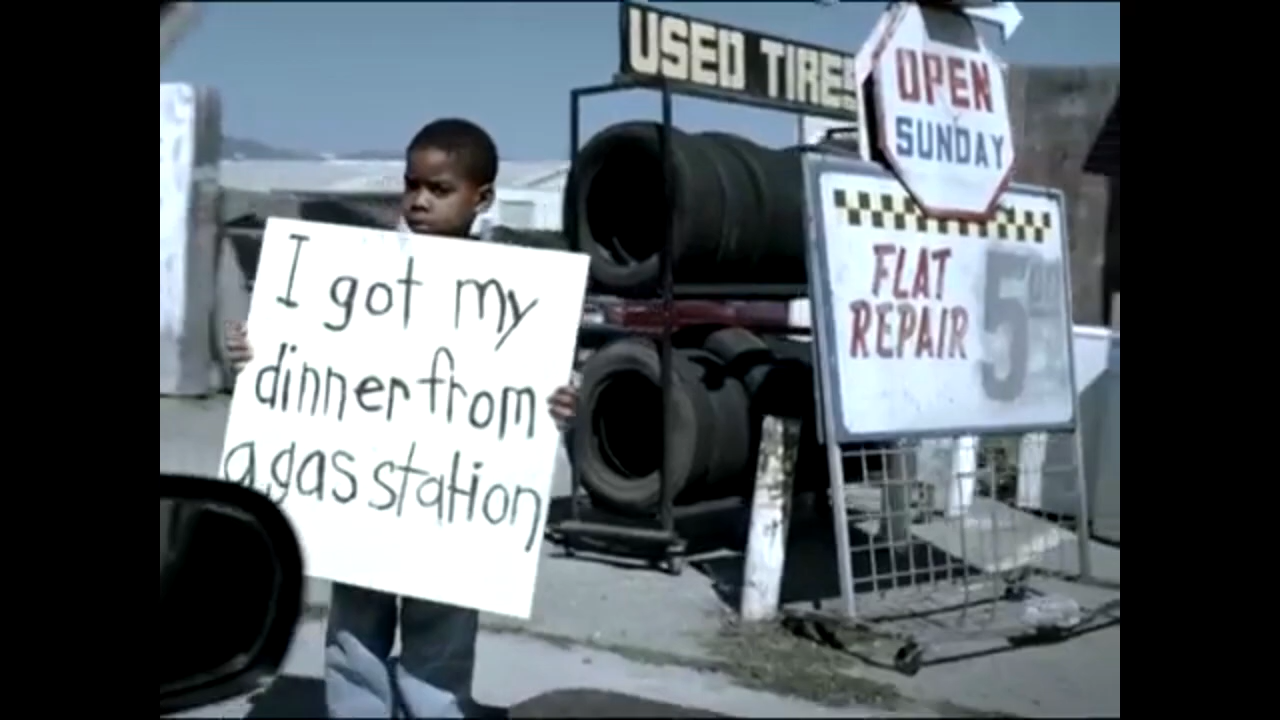 I got my
dinner from
a gas station
USED TIRES
OPEN
SUNDAY
FLAT
REPAIR
5